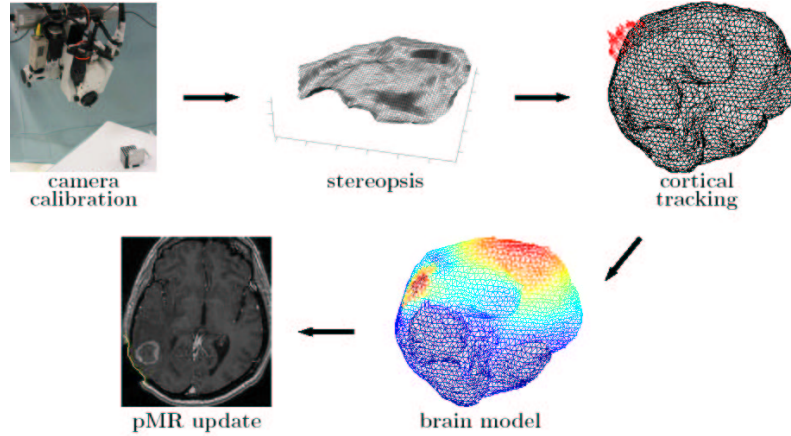 camera
calibration
stereopsis
cortical
tracking
pMR update
brain model